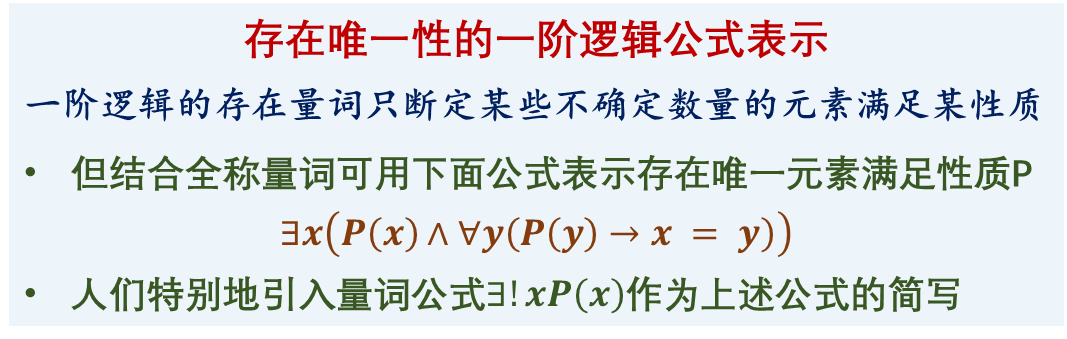 存在唯一性的一阶逻辑公式表示
一阶逻辑的存在量词只断定某些不确定数量的元素满足某性质
• 但结合全称量词可用下面公式表示存在唯一元素满足性质P
∃x(P(x) ∧ ∀y(P(y) → x = y))
• 人们特别地引入量词公式∃! xP(x)作为上述公式的简写